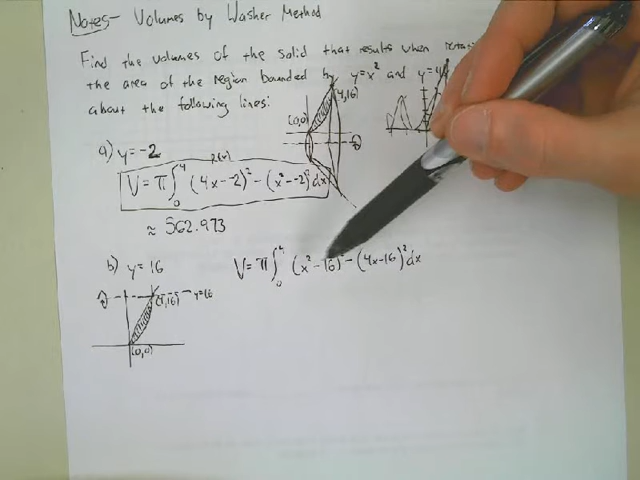 Notes- Volumes by Washer Method
Find the volumes of the solid that results when
the area of the region bounded by y=x² and y=4
about the following lines:
(4,16)
(0,0)
a) y=-2
V = π∫₀⁴ (4x--2)² - (x²--2)² dx
≈ 562.973
b) y=16
V = π∫₀⁴ (x²-16)² - (4x-16)² dx
y=16
(0,0)